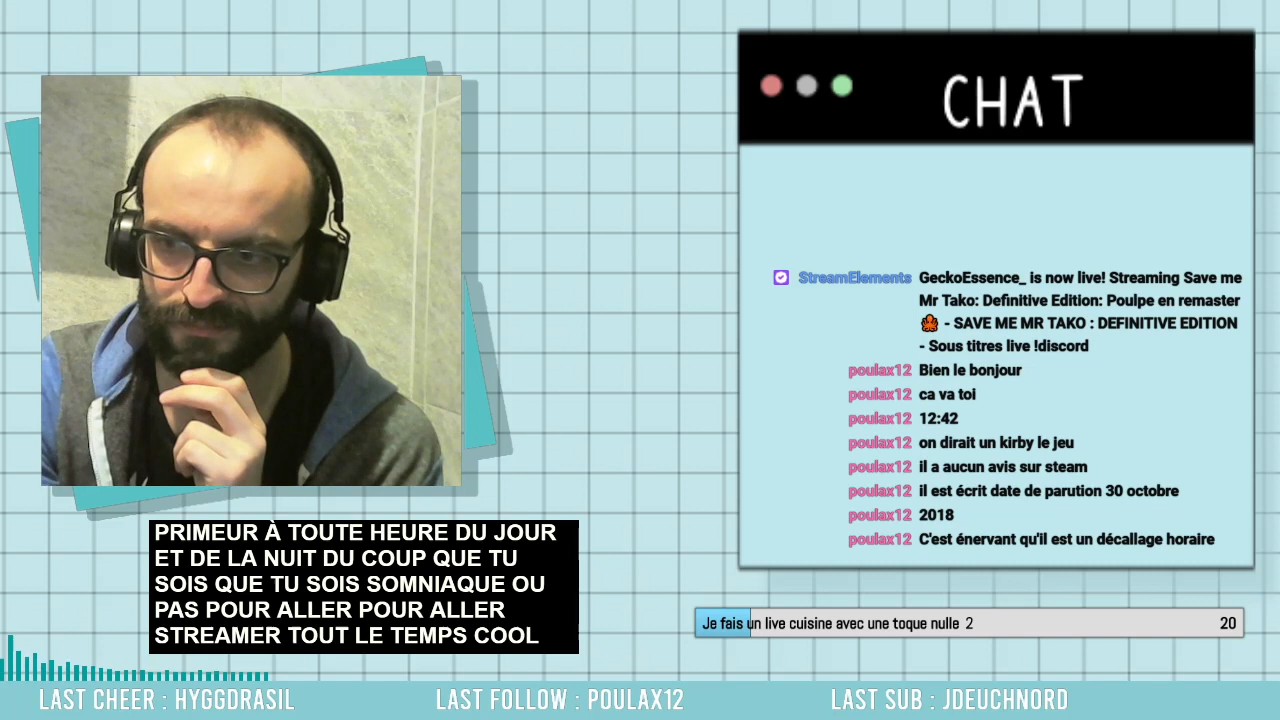 CHAT
StreamElements GeckoEssence_ is now live! Streaming Save me
Mr Tako: Definitive Edition: Poulpe en remaster
🐙 - SAVE ME MR TAKO : DEFINITIVE EDITION
- Sous titres live !discord
poulax12 Bien le bonjour
poulax12 ca va toi
poulax12 12:42
poulax12 on dirait un kirby le jeu
poulax12 il a aucun avis sur steam
poulax12 il est écrit date de parution 30 octobre
poulax12 2018
poulax12 C'est énervant qu'il est un décallage horaire
PRIMEUR À TOUTE HEURE DU JOUR
ET DE LA NUIT DU COUP QUE TU
SOIS QUE TU SOIS SOMNIAQUE OU
PAS POUR ALLER POUR ALLER
STREAMER TOUT LE TEMPS COOL
Je fais un live cuisine avec une toque nulle 2 20
LAST CHEER : HYGGDRASIL LAST FOLLOW : POULAX12 LAST SUB : JDEUCHNORD